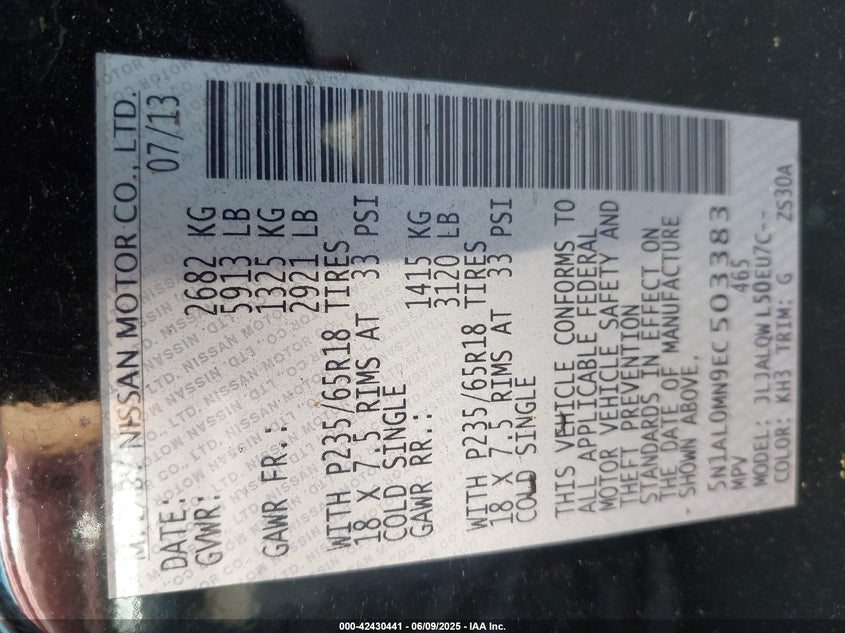 MFD BY NISSAN MOTOR CO., LTD.
DATE: 07/13
GVWR: 2682 KG
5913 LB
GAWR FR.: 1325 KG
2921 LB
WITH P235/65R18 TIRES
18 X 7.5 RIMS AT 33 PSI
COLD SINGLE
GAWR RR.: 1415 KG
3120 LB
WITH P235/65R18 TIRES
18 X 7.5 RIMS AT 33 PSI
COLD SINGLE
THIS VEHICLE CONFORMS TO
ALL APPLICABLE FEDERAL
MOTOR VEHICLE SAFETY AND
THEFT PREVENTION
STANDARDS IN EFFECT ON
THE DATE OF MANUFACTURE
SHOWN ABOVE.
5N1AL0MN9EC503383
MPV 465
MODEL: JLJALQWL50EU7C--
COLOR: KH3 TRIM: G ZS30A
000-42430441 - 06/09/2025 - IAA Inc.